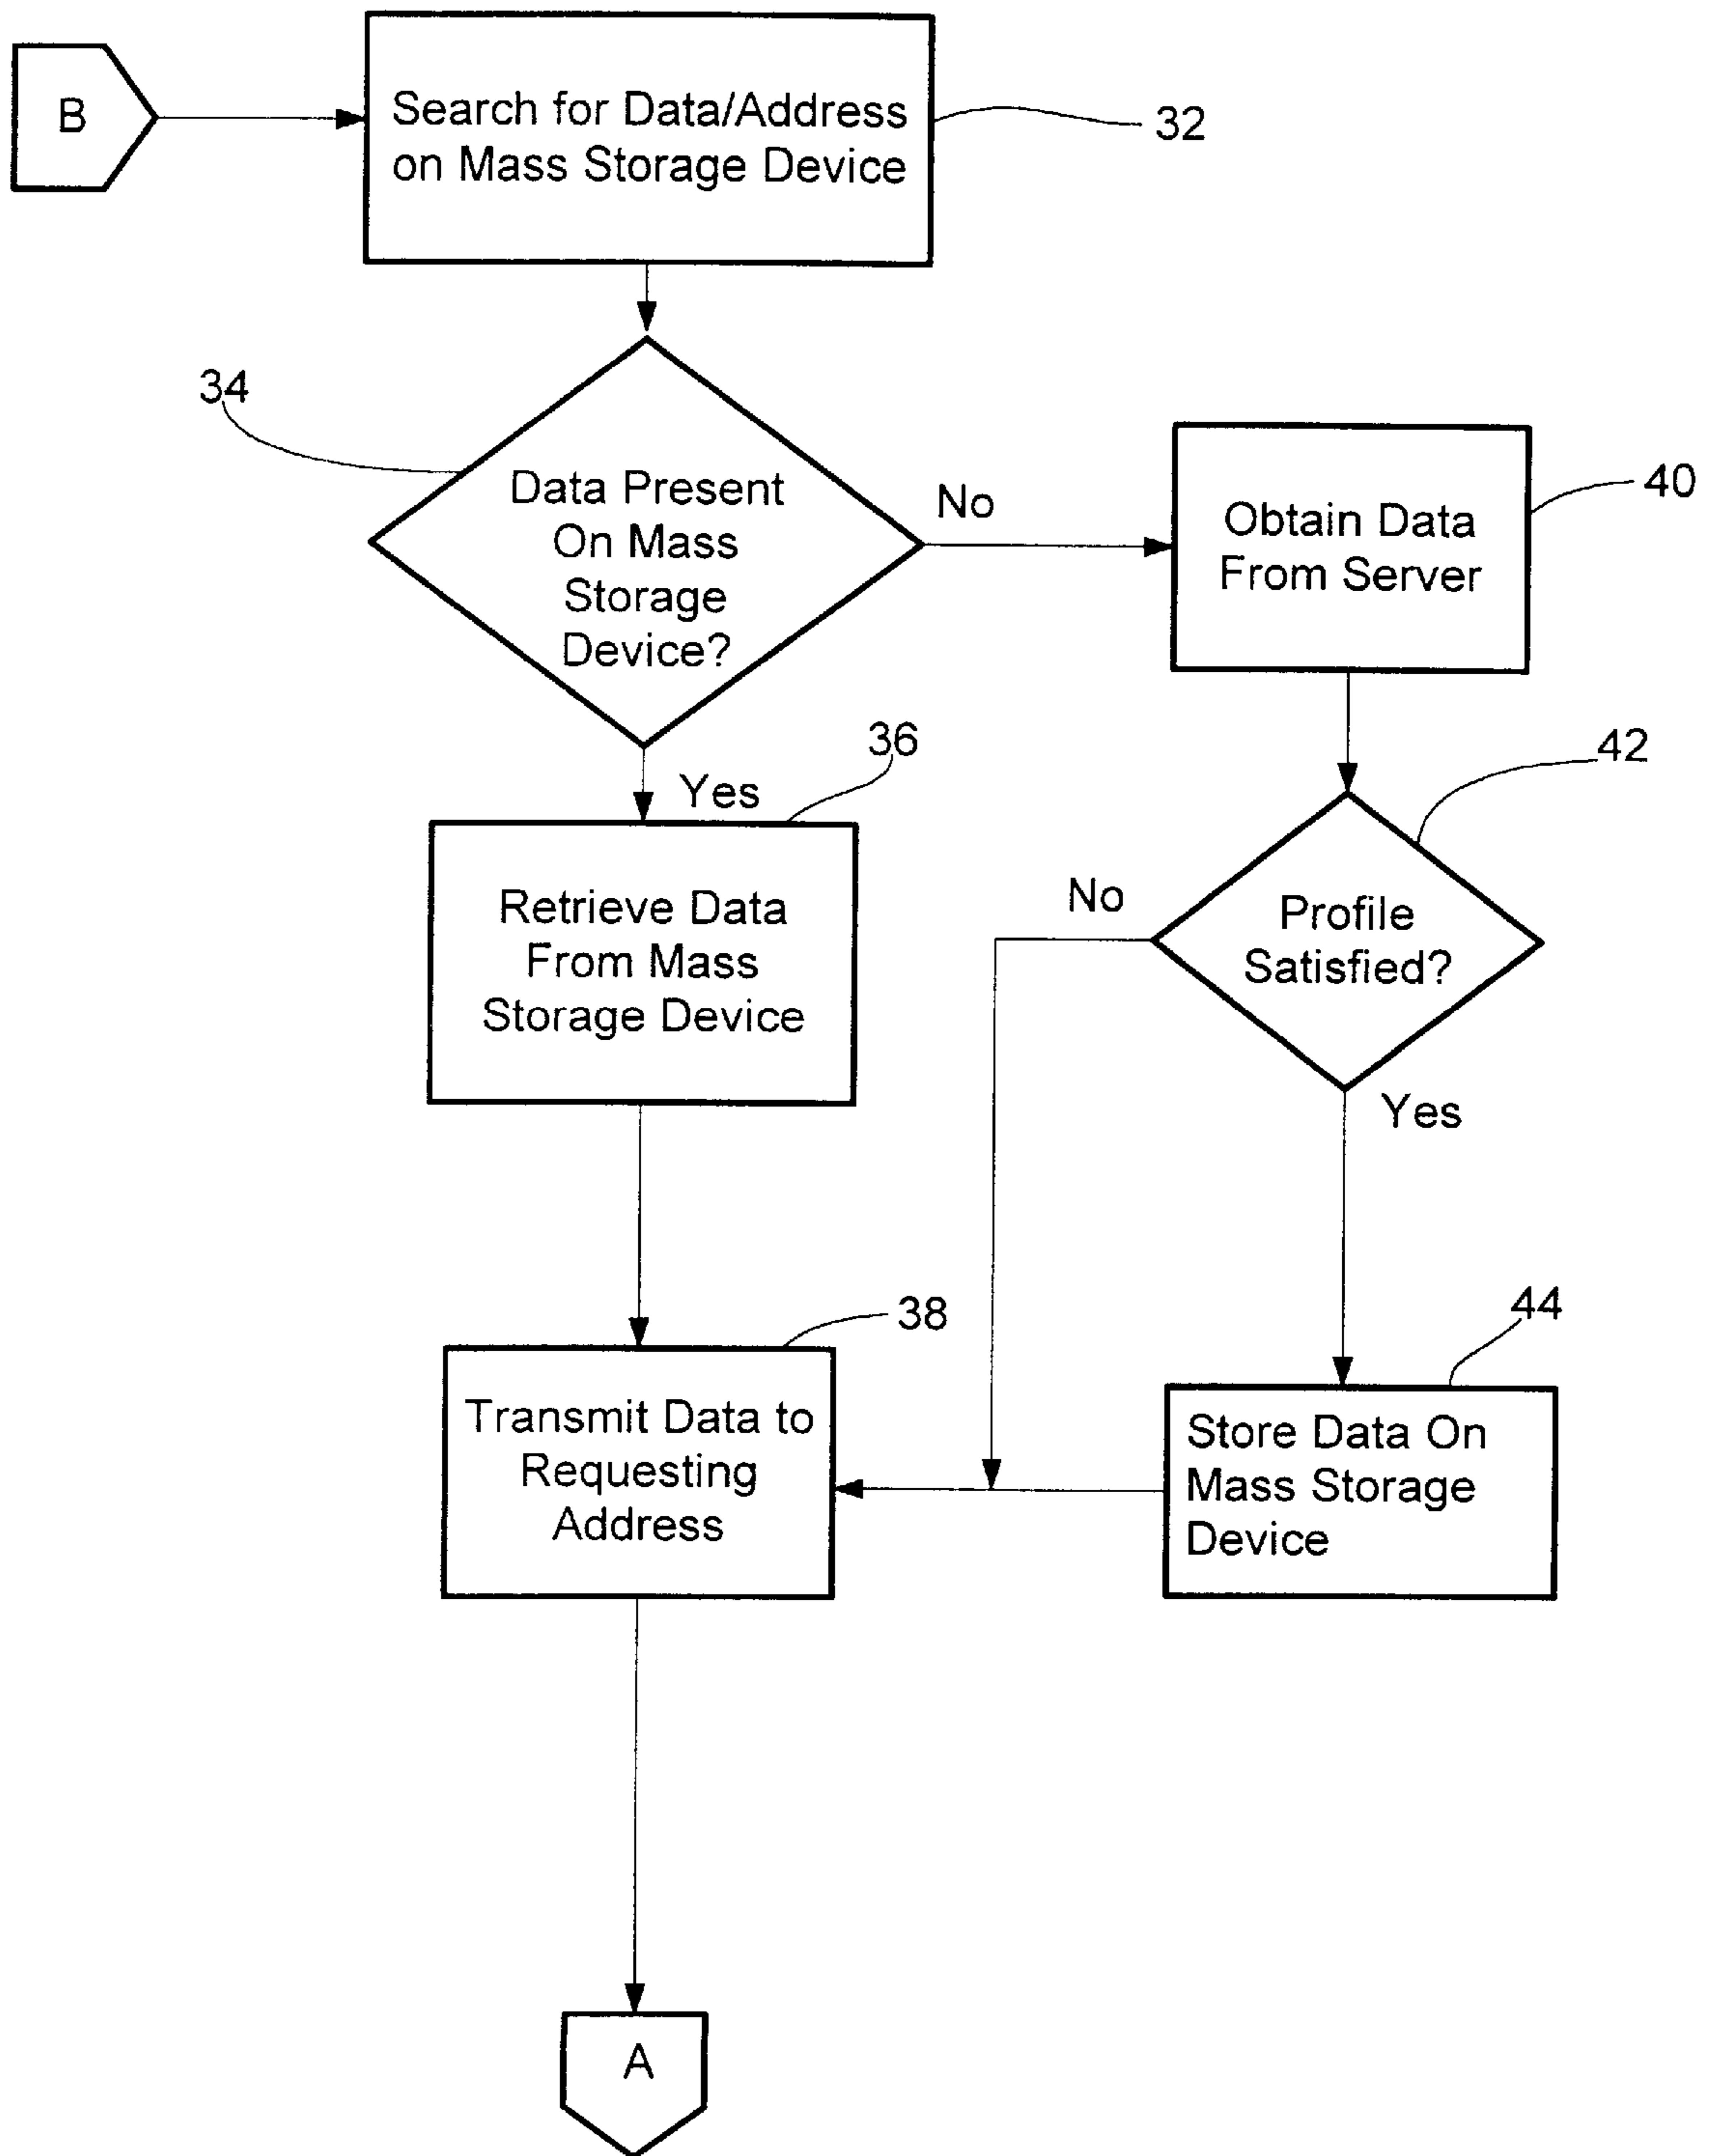 B
Search for Data/Address
on Mass Storage Device
32
34
Data Present
On Mass
Storage
Device?
No
Obtain Data
From Server
40
Yes
36
42
Retrieve Data
From Mass
Storage Device
No
Profile
Satisfied?
Yes
38
44
Transmit Data to
Requesting
Address
Store Data On
Mass Storage
Device
A